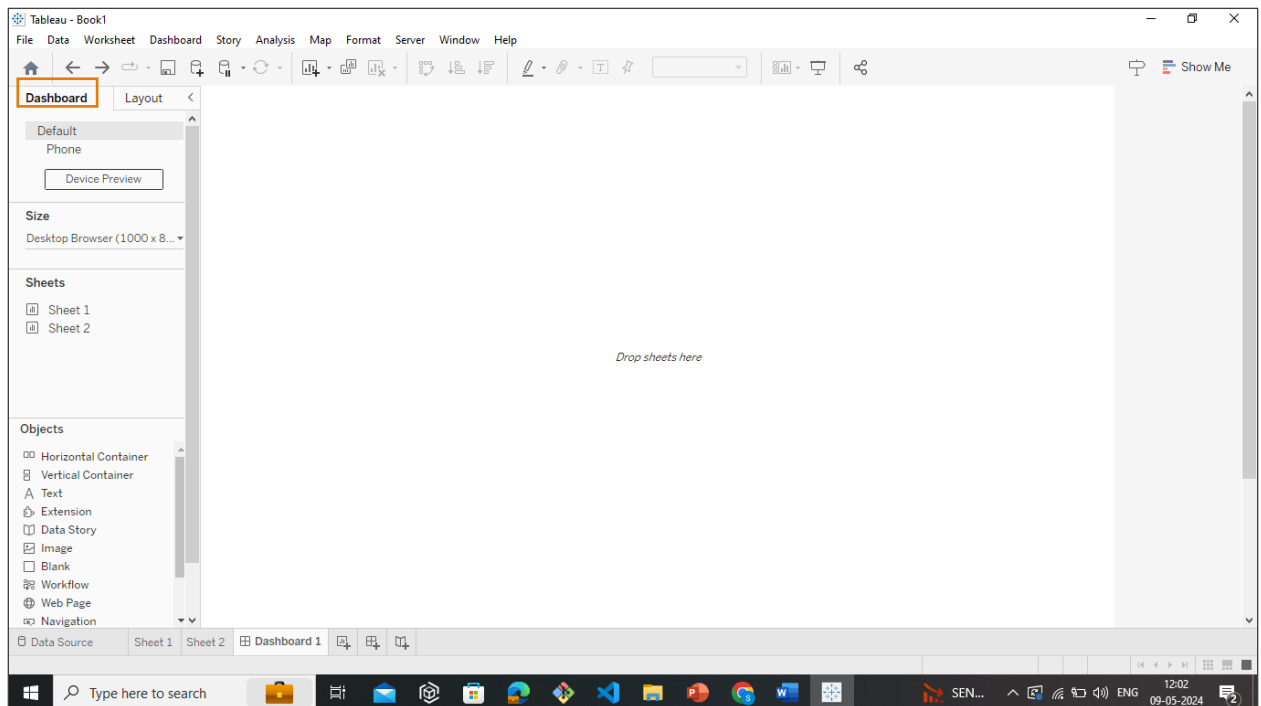 Tableau - Book1
File Data Worksheet Dashboard Story Analysis Map Format Server Window Help
Show Me
Dashboard Layout
Default
Phone
Device Preview
Size
Desktop Browser (1000 x 8...
Sheets
Sheet 1
Sheet 2
Drop sheets here
Objects
Horizontal Container
Vertical Container
A Text
Extension
Data Story
Image
Blank
Workflow
Web Page
Navigation
Data Source Sheet 1 Sheet 2 Dashboard 1
Type here to search
SEN... ENG
12:02
09-05-2024
2